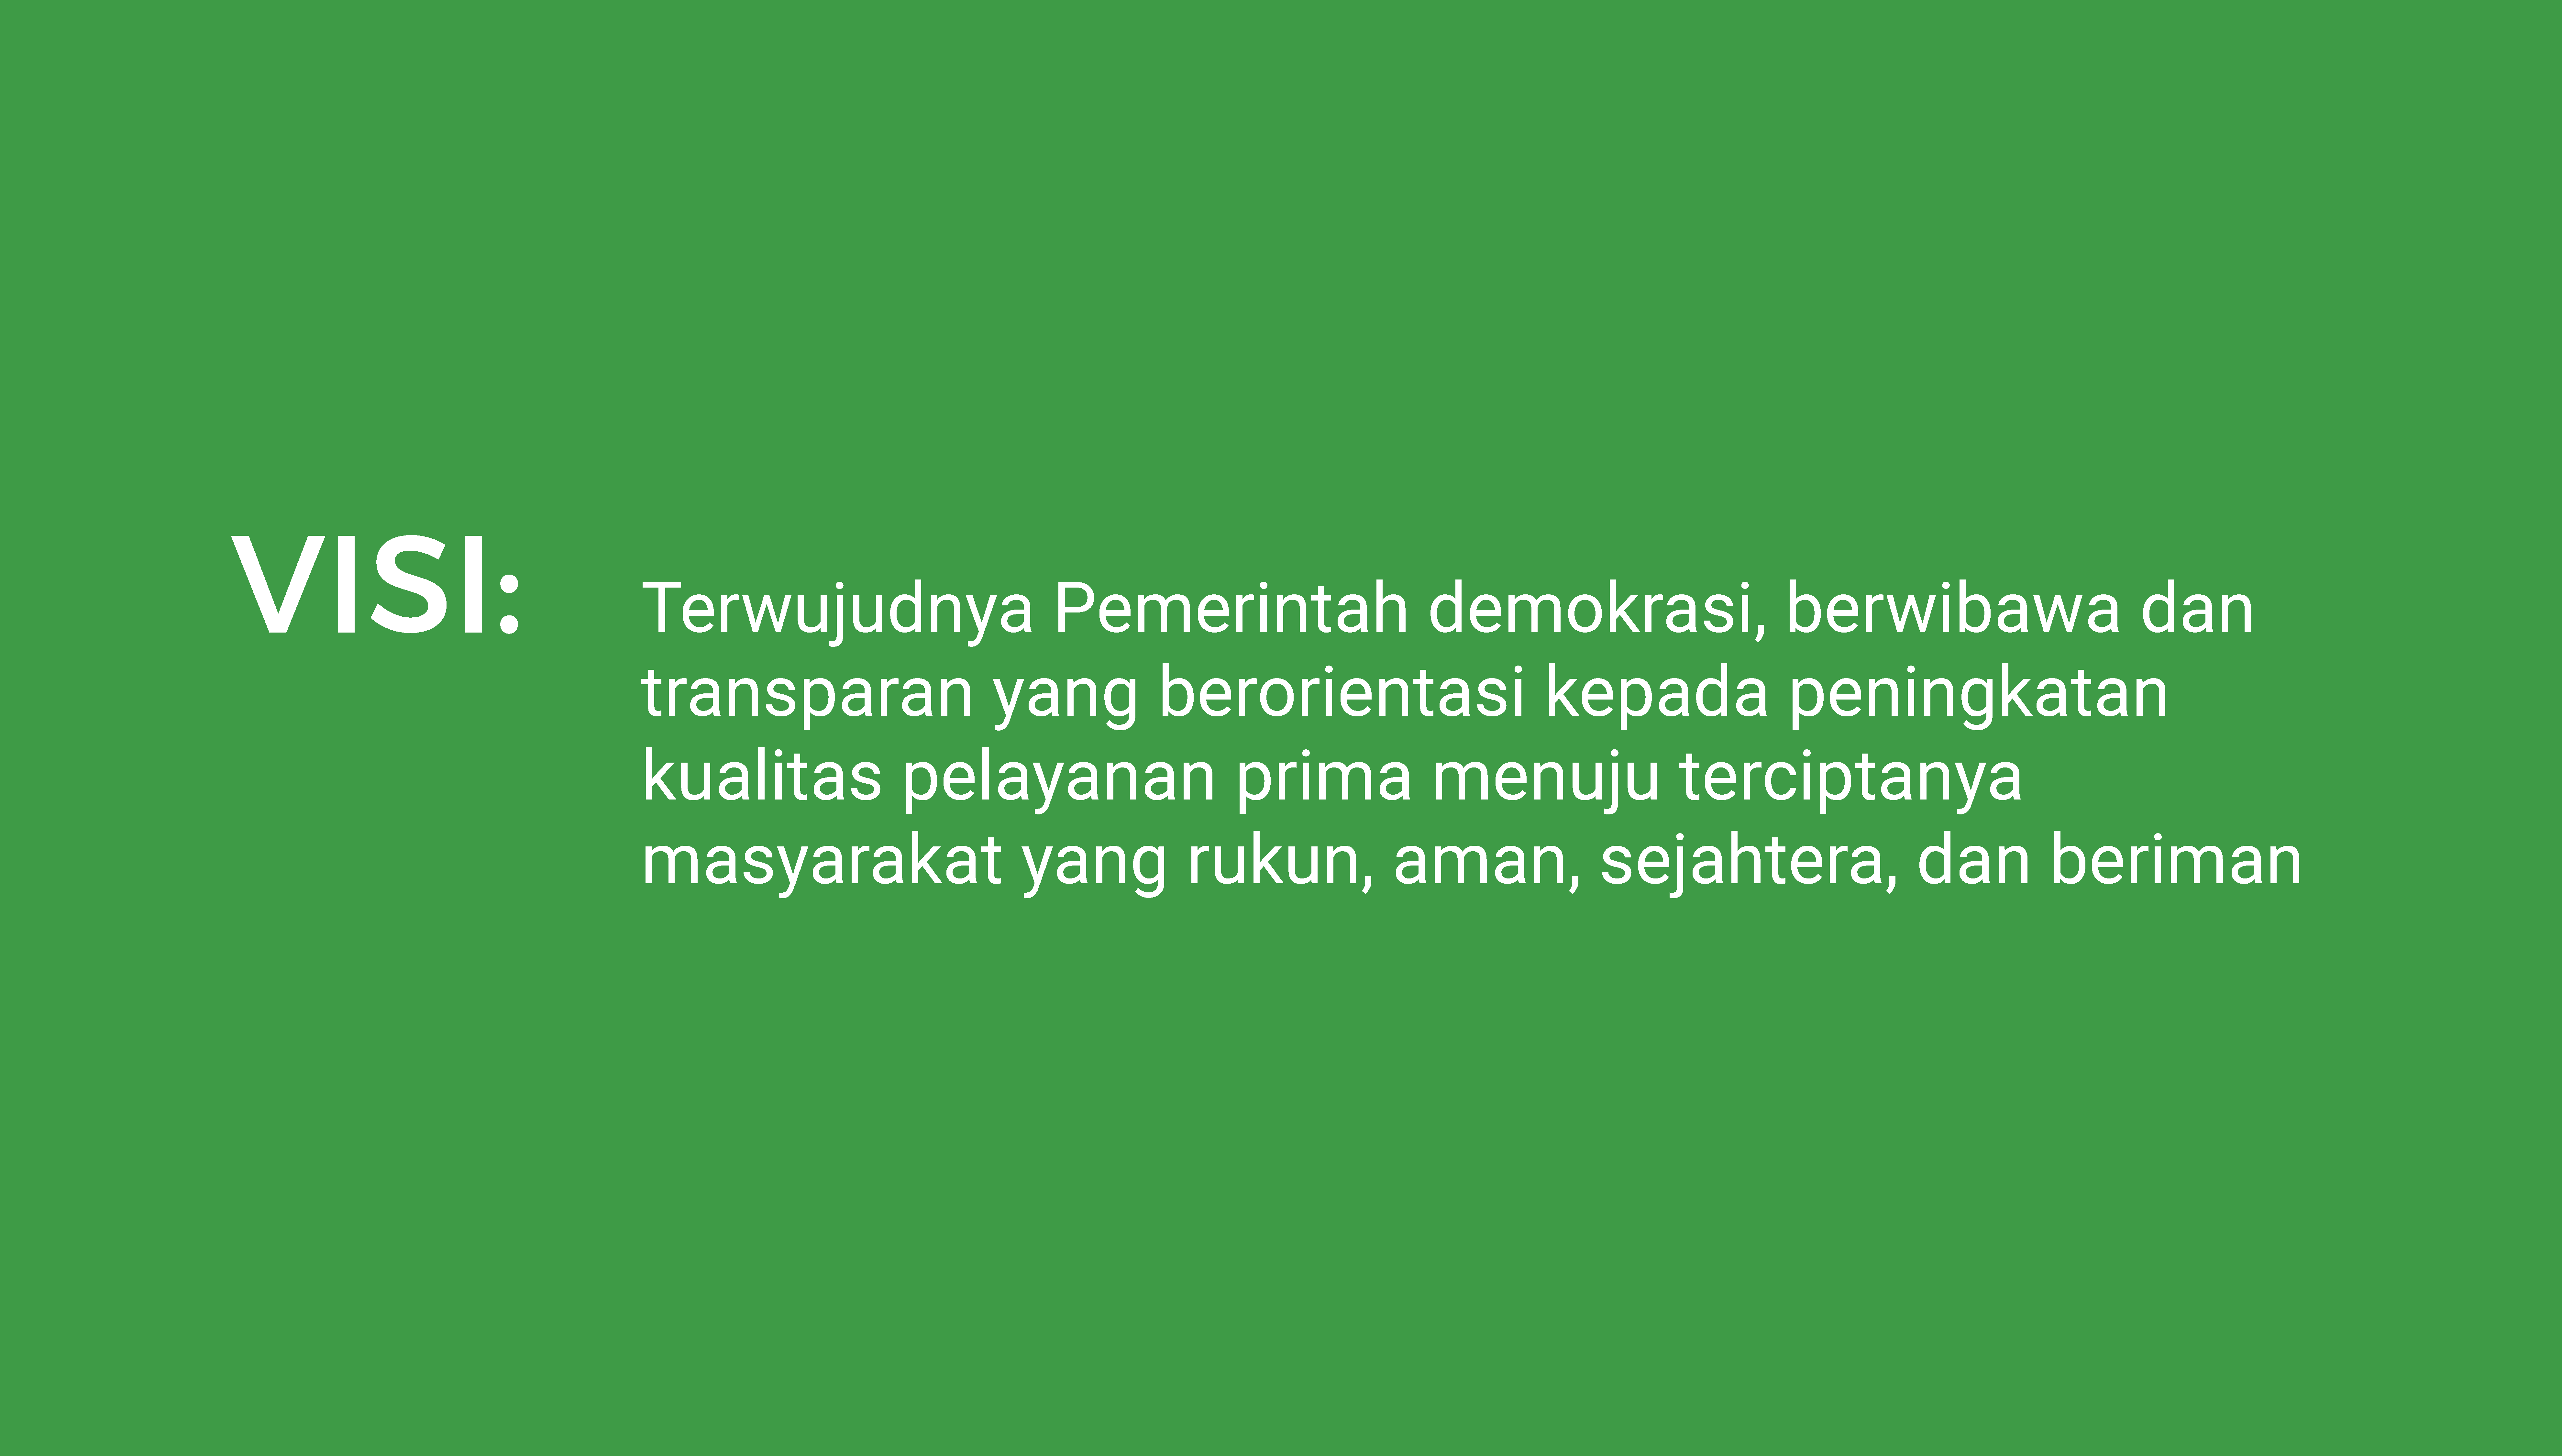 VISI:
Terwujudnya Pemerintah demokrasi, berwibawa dan
transparan yang berorientasi kepada peningkatan
kualitas pelayanan prima menuju terciptanya
masyarakat yang rukun, aman, sejahtera, dan beriman